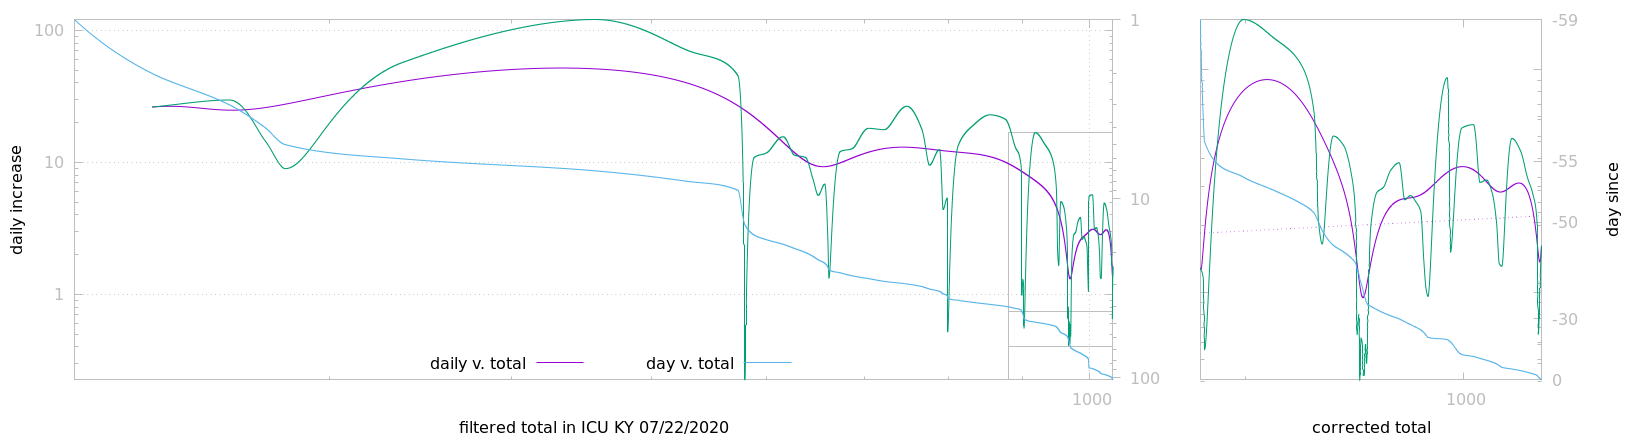 100
10
1
daily increase
daily v. total
day v. total
1
10
100
1000
filtered total in ICU KY 07/22/2020
-59
-55
-50
-30
0
day since
1000
corrected total